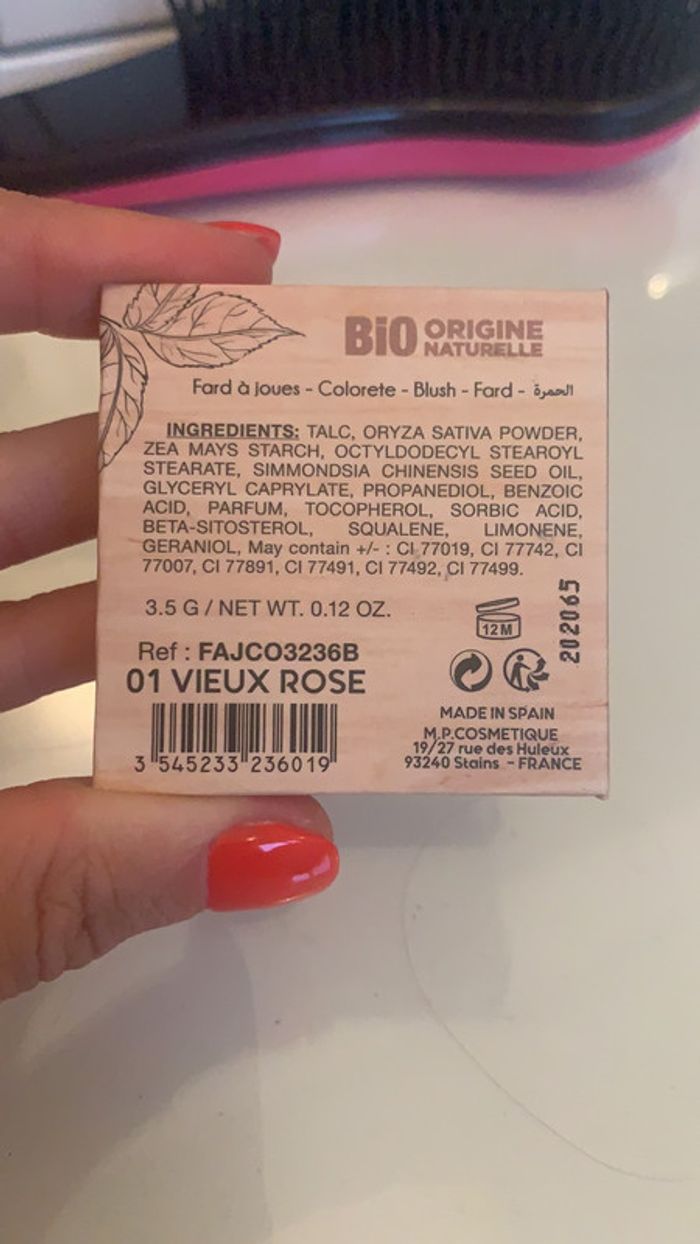 BiO ORIGINE
NATURELLE
Fard à joues - Colorete - Blush - Fard - الحمرة
INGREDIENTS: TALC, ORYZA SATIVA POWDER,
ZEA MAYS STARCH, OCTYLDODECYL STEAROYL
STEARATE, SIMMONDSIA CHINENSIS SEED OIL,
GLYCERYL CAPRYLATE, PROPANEDIOL, BENZOIC
ACID, PARFUM, TOCOPHEROL, SORBIC ACID,
BETA-SITOSTEROL, SQUALENE, LIMONENE,
GERANIOL, May contain +/- : CI 77019, CI 77742, CI
77007, CI 77891, CI 77491, CI 77492, CI 77499.
3.5 G / NET WT. 0.12 OZ.
12M
202065
Ref : FAJCO3236B
01 VIEUX ROSE
3 545233 236019
MADE IN SPAIN
M.P.COSMETIQUE
19/27 rue des Huleux
93240 Stains - FRANCE